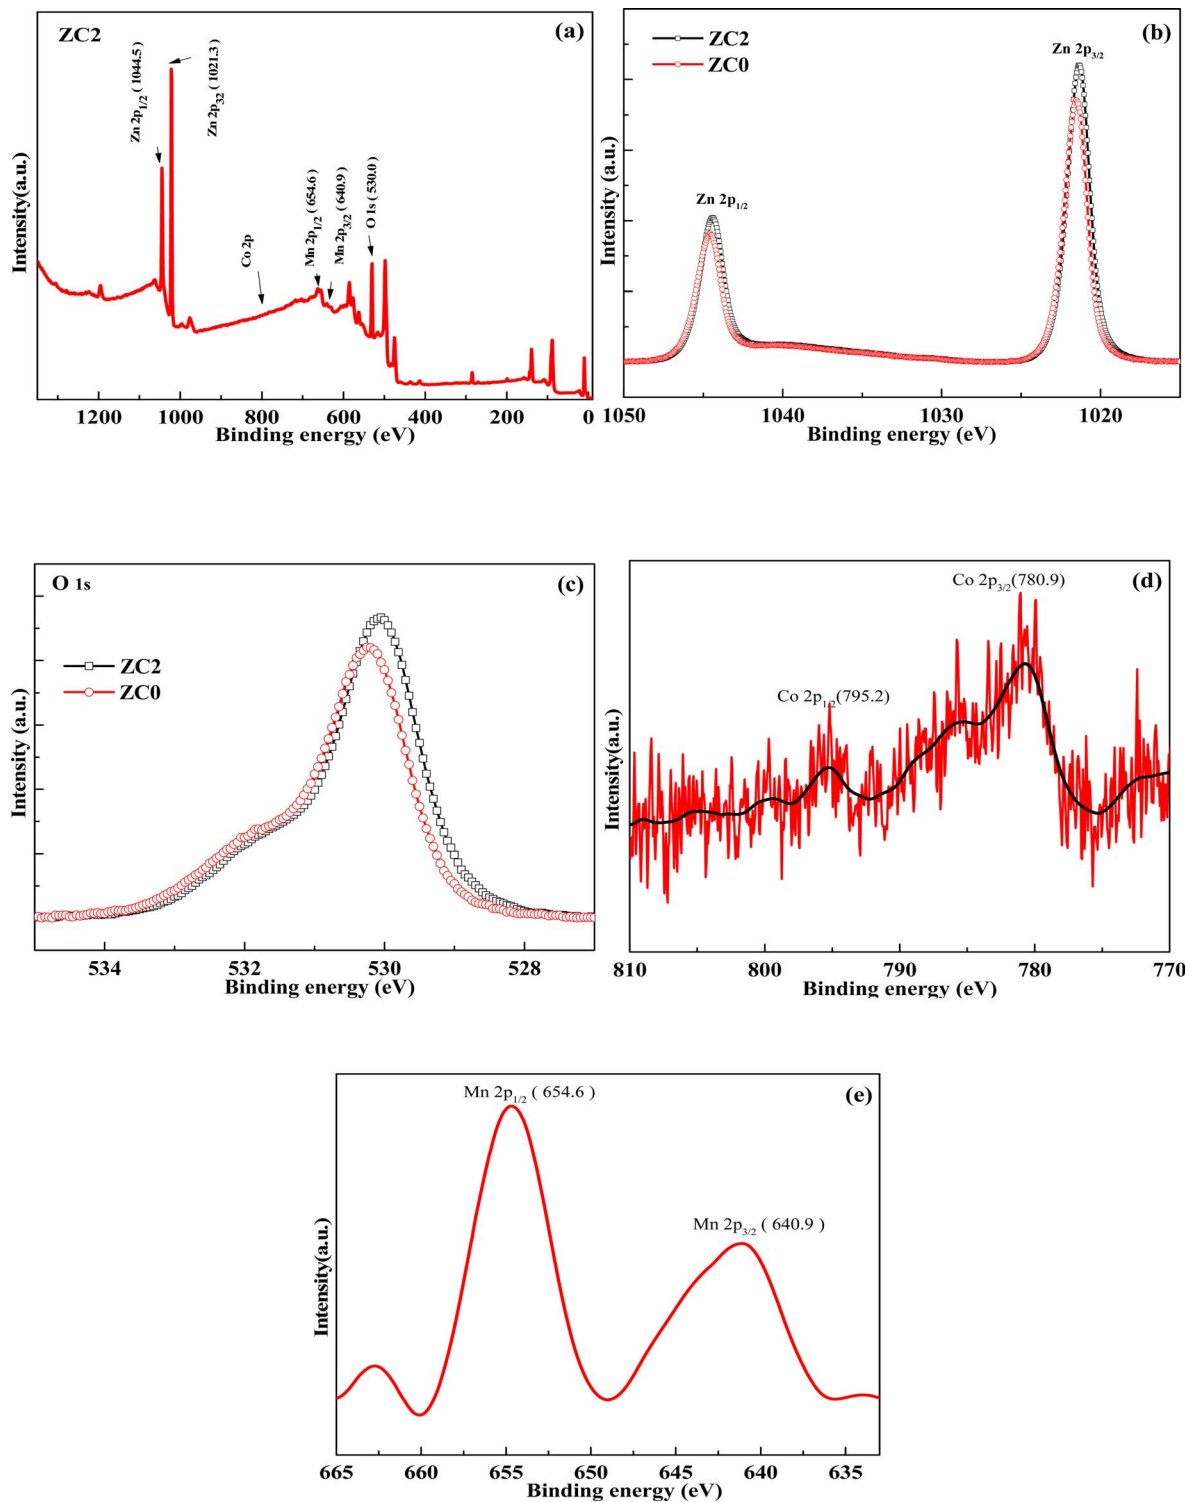 ZC2
(a)
Zn 2p1/2 ( 1044.5)
Zn 2p32 (1021.3)
Co 2p
Mn 2p1/2 ( 654.6 )
Mn 2p3/2 ( 640.9 )
O 1s ( 530.0 )
Intensity(a.u.)
1200 1000 800 600 400 200 0
Binding energy (eV)
(b)
ZC2
ZC0
Zn 2p3/2
Zn 2p1/2
Intensity (a.u.)
1050 1040 1030 1020
Binding energy (eV)
O 1s
(c)
ZC2
ZC0
Intensity (a.u.)
534 532 530 528
Binding energy (eV)
(d)
Co 2p3/2(780.9)
Co 2p1/2(795.2)
Intensity(a.u.)
810 800 790 780 770
Binding energy (eV)
(e)
Mn 2p1/2 ( 654.6 )
Mn 2p3/2 ( 640.9 )
Intensity(a.u.)
665 660 655 650 645 640 635
Binding energy (eV)